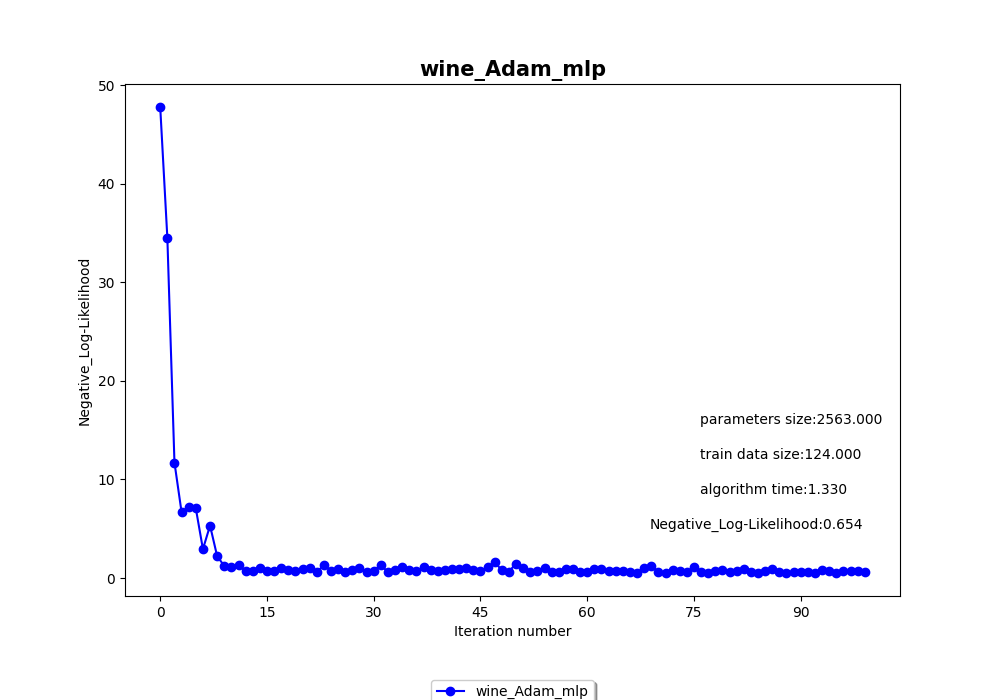 wine_Adam_mlp
50
40
30
20
10
0
Negative_Log-Likelihood
parameters size:2563.000
train data size:124.000
algorithm time:1.330
Negative_Log-Likelihood:0.654
0 15 30 45 60 75 90
Iteration number
wine_Adam_mlp